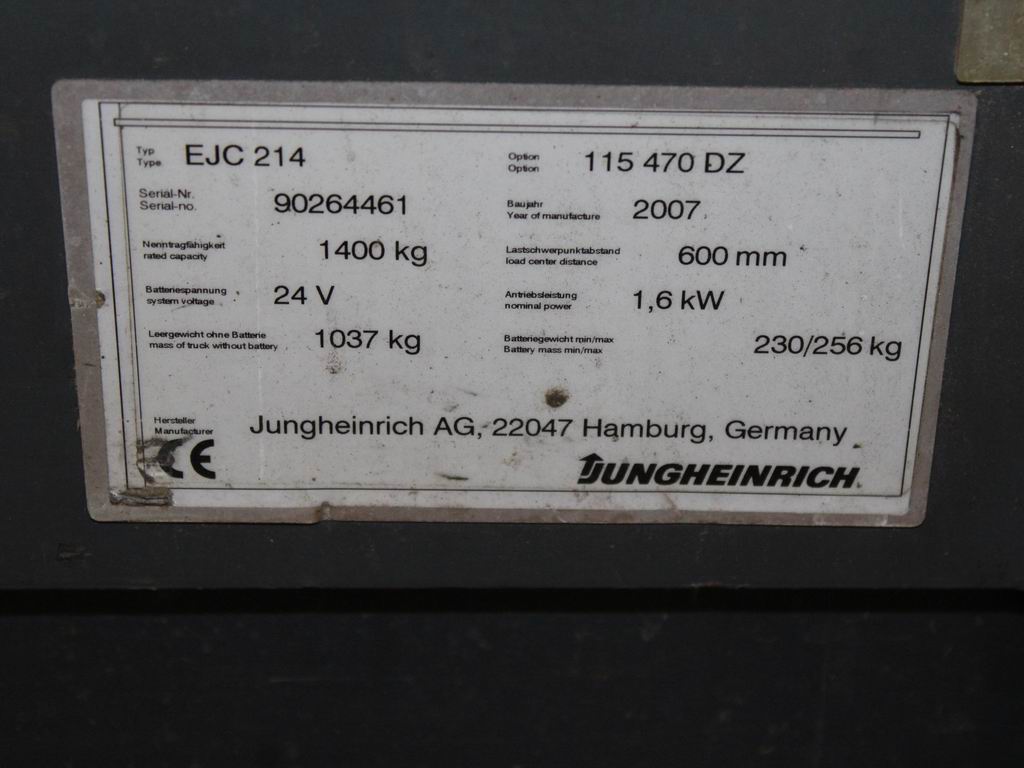 Typ
Type EJC 214
Option
Option 115 470 DZ
Serial-Nr.
Serial-no. 90264461
Baujahr
Year of manufacture 2007
Nenntragfähigkeit
rated capacity 1400 kg
Lastschwerpunktabstand
load center distance 600 mm
Batteriespannung
system voltage 24 V
Antriebsleistung
nominal power 1,6 kW
Leergewicht ohne Batterie
mass of truck without battery 1037 kg
Batteriegewicht min/max
Battery mass min/max 230/256 kg
Hersteller
Manufacturer Jungheinrich AG, 22047 Hamburg, Germany
CE
JUNGHEINRICH